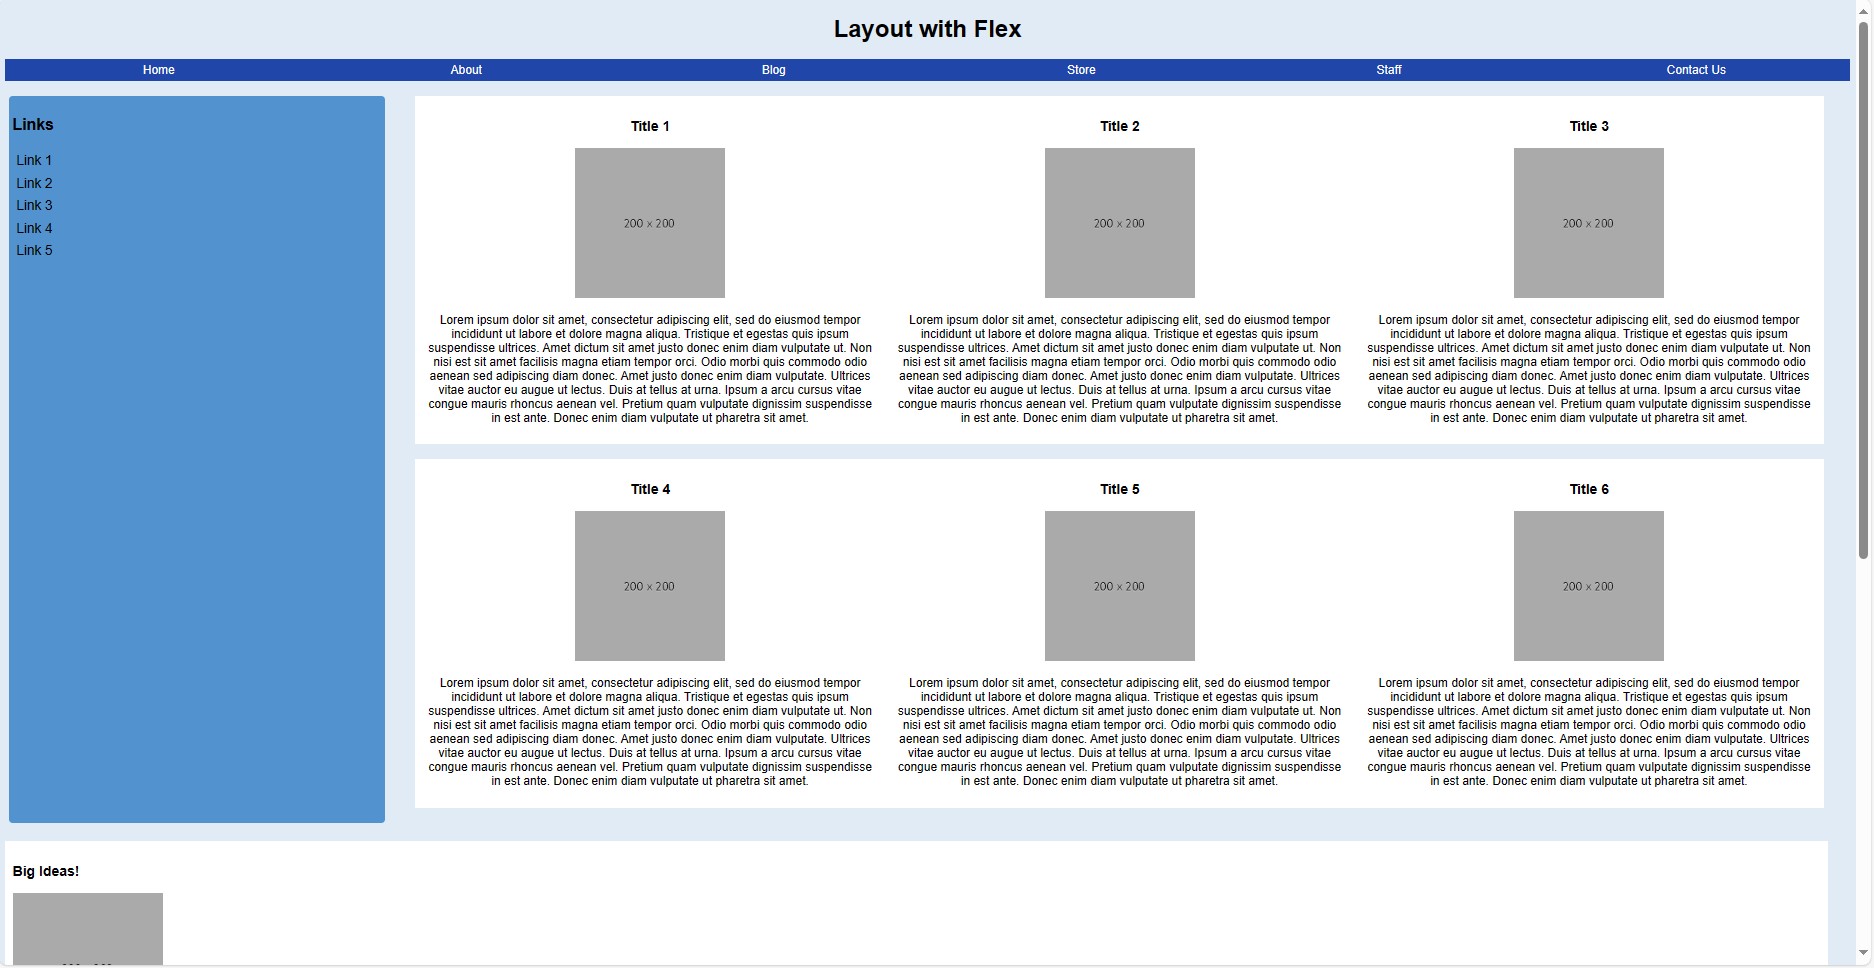 Layout with Flex
Home About Blog Store Staff Contact Us
Links
Link 1
Link 2
Link 3
Link 4
Link 5
Title 1
200 x 200
Lorem ipsum dolor sit amet, consectetur adipiscing elit, sed do eiusmod tempor
incididunt ut labore et dolore magna aliqua. Tristique et egestas quis ipsum
suspendisse ultrices. Amet dictum sit amet justo donec enim diam vulputate ut. Non
nisi est sit amet facilisis magna etiam tempor orci. Odio morbi quis commodo odio
aenean sed adipiscing diam donec. Amet justo donec enim diam vulputate. Ultrices
vitae auctor eu augue ut lectus. Duis at tellus at urna. Ipsum a arcu cursus vitae
congue mauris rhoncus aenean vel. Pretium quam vulputate dignissim suspendisse
in est ante. Donec enim diam vulputate ut pharetra sit amet.
Title 2
200 x 200
Lorem ipsum dolor sit amet, consectetur adipiscing elit, sed do eiusmod tempor
incididunt ut labore et dolore magna aliqua. Tristique et egestas quis ipsum
suspendisse ultrices. Amet dictum sit amet justo donec enim diam vulputate ut. Non
nisi est sit amet facilisis magna etiam tempor orci. Odio morbi quis commodo odio
aenean sed adipiscing diam donec. Amet justo donec enim diam vulputate. Ultrices
vitae auctor eu augue ut lectus. Duis at tellus at urna. Ipsum a arcu cursus vitae
congue mauris rhoncus aenean vel. Pretium quam vulputate dignissim suspendisse
in est ante. Donec enim diam vulputate ut pharetra sit amet.
Title 3
200 x 200
Lorem ipsum dolor sit amet, consectetur adipiscing elit, sed do eiusmod tempor
incididunt ut labore et dolore magna aliqua. Tristique et egestas quis ipsum
suspendisse ultrices. Amet dictum sit amet justo donec enim diam vulputate ut. Non
nisi est sit amet facilisis magna etiam tempor orci. Odio morbi quis commodo odio
aenean sed adipiscing diam donec. Amet justo donec enim diam vulputate. Ultrices
vitae auctor eu augue ut lectus. Duis at tellus at urna. Ipsum a arcu cursus vitae
congue mauris rhoncus aenean vel. Pretium quam vulputate dignissim suspendisse
in est ante. Donec enim diam vulputate ut pharetra sit amet.
Title 4
200 x 200
Lorem ipsum dolor sit amet, consectetur adipiscing elit, sed do eiusmod tempor
incididunt ut labore et dolore magna aliqua. Tristique et egestas quis ipsum
suspendisse ultrices. Amet dictum sit amet justo donec enim diam vulputate ut. Non
nisi est sit amet facilisis magna etiam tempor orci. Odio morbi quis commodo odio
aenean sed adipiscing diam donec. Amet justo donec enim diam vulputate. Ultrices
vitae auctor eu augue ut lectus. Duis at tellus at urna. Ipsum a arcu cursus vitae
congue mauris rhoncus aenean vel. Pretium quam vulputate dignissim suspendisse
in est ante. Donec enim diam vulputate ut pharetra sit amet.
Title 5
200 x 200
Lorem ipsum dolor sit amet, consectetur adipiscing elit, sed do eiusmod tempor
incididunt ut labore et dolore magna aliqua. Tristique et egestas quis ipsum
suspendisse ultrices. Amet dictum sit amet justo donec enim diam vulputate ut. Non
nisi est sit amet facilisis magna etiam tempor orci. Odio morbi quis commodo odio
aenean sed adipiscing diam donec. Amet justo donec enim diam vulputate. Ultrices
vitae auctor eu augue ut lectus. Duis at tellus at urna. Ipsum a arcu cursus vitae
congue mauris rhoncus aenean vel. Pretium quam vulputate dignissim suspendisse
in est ante. Donec enim diam vulputate ut pharetra sit amet.
Title 6
200 x 200
Lorem ipsum dolor sit amet, consectetur adipiscing elit, sed do eiusmod tempor
incididunt ut labore et dolore magna aliqua. Tristique et egestas quis ipsum
suspendisse ultrices. Amet dictum sit amet justo donec enim diam vulputate ut. Non
nisi est sit amet facilisis magna etiam tempor orci. Odio morbi quis commodo odio
aenean sed adipiscing diam donec. Amet justo donec enim diam vulputate. Ultrices
vitae auctor eu augue ut lectus. Duis at tellus at urna. Ipsum a arcu cursus vitae
congue mauris rhoncus aenean vel. Pretium quam vulputate dignissim suspendisse
in est ante. Donec enim diam vulputate ut pharetra sit amet.
Big Ideas!